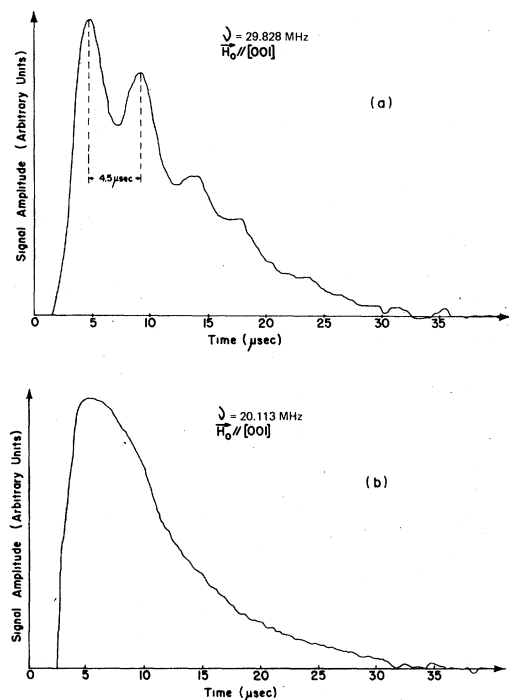 ν = 29.828 MHz
H₀ // [001]
(a)
Signal Amplitude (Arbitrary Units)
4.5 μsec
0 5 10 15 20 25 30 35
Time (μsec)
ν = 20.113 MHz
H₀ // [001]
(b)
Signal Amplitude (Arbitrary Units)
0 5 10 15 20 25 30 35
Time (μsec)